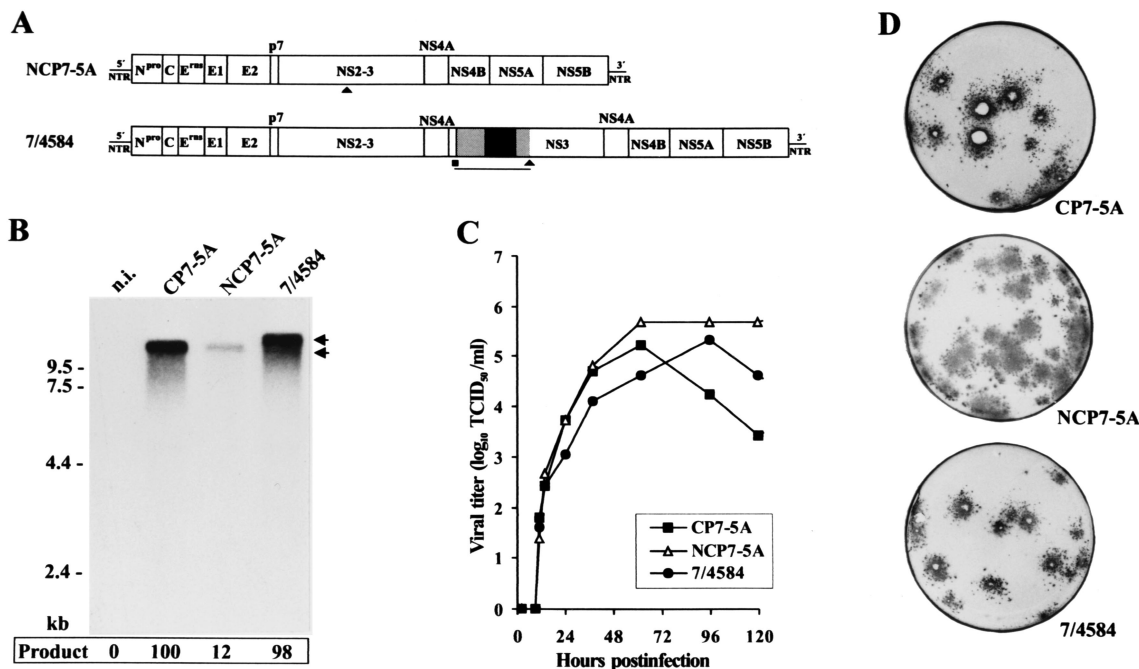 A
D
p7
NS4A
NCP7-5A
5´
NTR
Npro
C
Erns
E1
E2
NS2-3
NS4B
NS5A
NS5B
3´
NTR
p7
NS4A
NS4A
7/4584
5´
NTR
Npro
C
Erns
E1
E2
NS2-3
NS3
NS4B
NS5A
NS5B
3´
NTR
CP7-5A
B
n.i.
CP7-5A
NCP7-5A
7/4584
9.5 -
7.5 -
4.4 -
2.4 -
kb
Product 0 100 12 98
C
Viral titer (log10 TCID50/ml)
7
6
5
4
3
2
1
0
CP7-5A
NCP7-5A
7/4584
0 24 48 72 96 120
Hours postinfection
NCP7-5A
7/4584